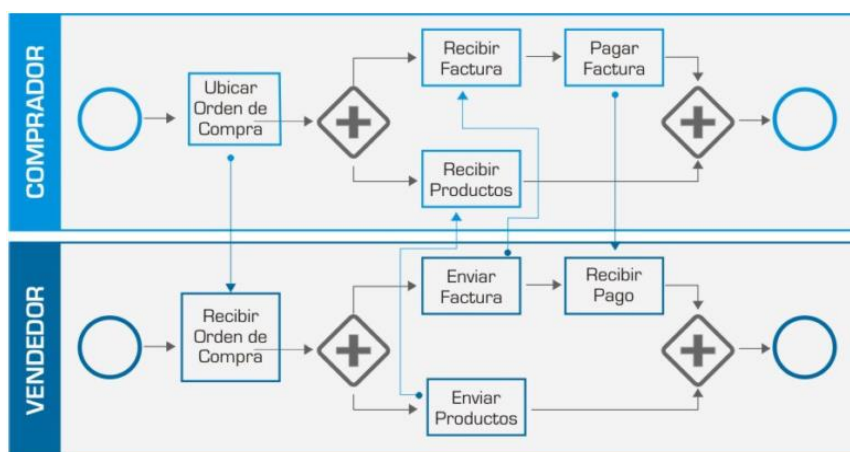 COMPRADOR
Ubicar
Orden de
Compra
Recibir
Factura
Pagar
Factura
Recibir
Productos
VENDEDOR
Recibir
Orden de
Compra
Enviar
Factura
Recibir
Pago
Enviar
Productos